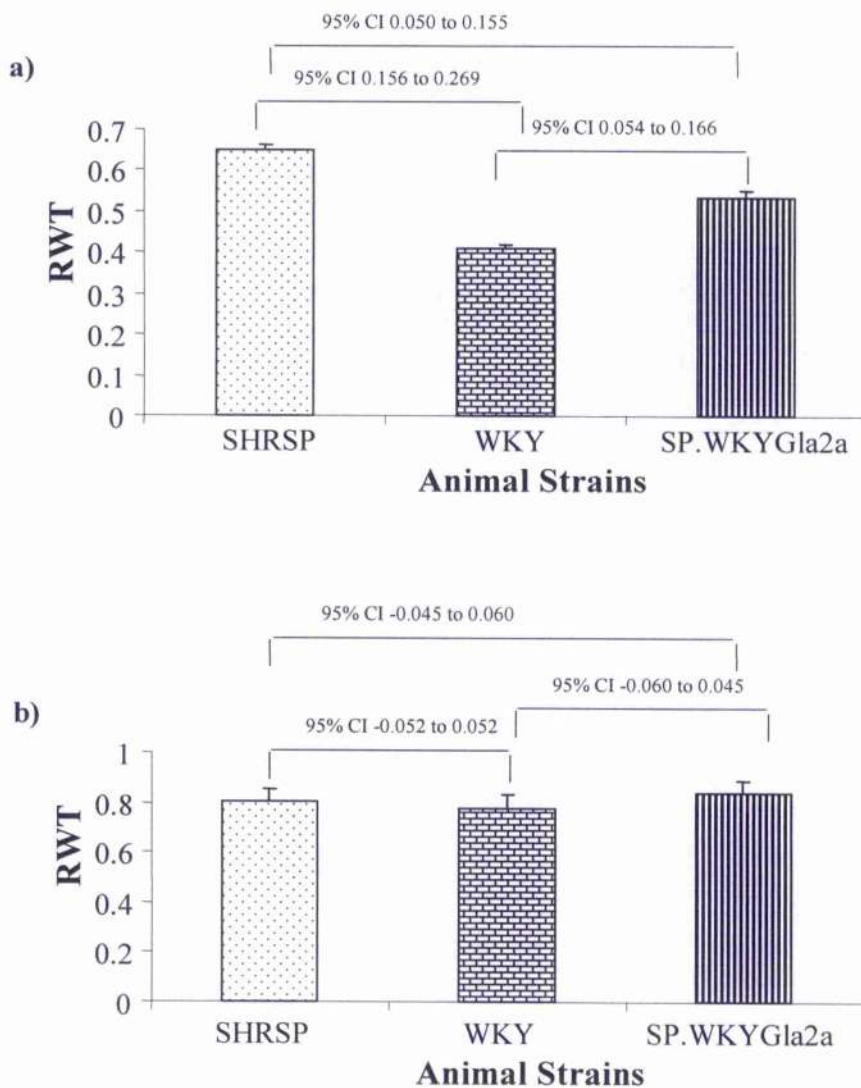 95% CI 0.050 to 0.155
a)
95% CI 0.156 to 0.269
95% CI 0.054 to 0.166
0.7
0.6
0.5
0.4
0.3
0.2
0.1
0
RWT
SHRSP WKY SP.WKYGla2a
Animal Strains
95% CI -0.045 to 0.060
95% CI -0.060 to 0.045
b)
95% CI -0.052 to 0.052
1
0.8
0.6
0.4
0.2
0
RWT
SHRSP WKY SP.WKYGla2a
Animal Strains